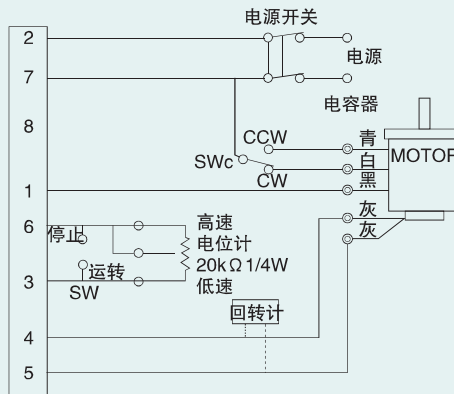 电源开关
2
电源
7
电容器
8
CCW
青
SWc
白
MOTOR
CW
黑
1
灰
6
高速
灰
停止
电位计
20kΩ1/4W
运转
3
低速
SW
回转计
4
5